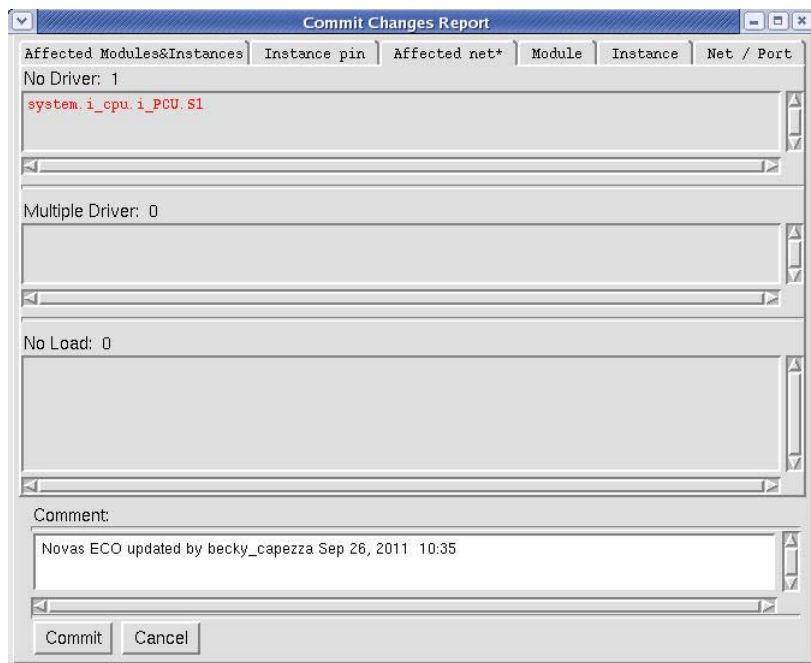 Commit Changes Report
Affected Modules&Instances Instance pin Affected net* Module Instance Net / Port
No Driver: 1
system.i_cpu.i_PCU.S1
Multiple Driver: 0
No Load: 0
Comment:
Novas ECO updated by becky_capezza Sep 26, 2011 10:35
Commit Cancel